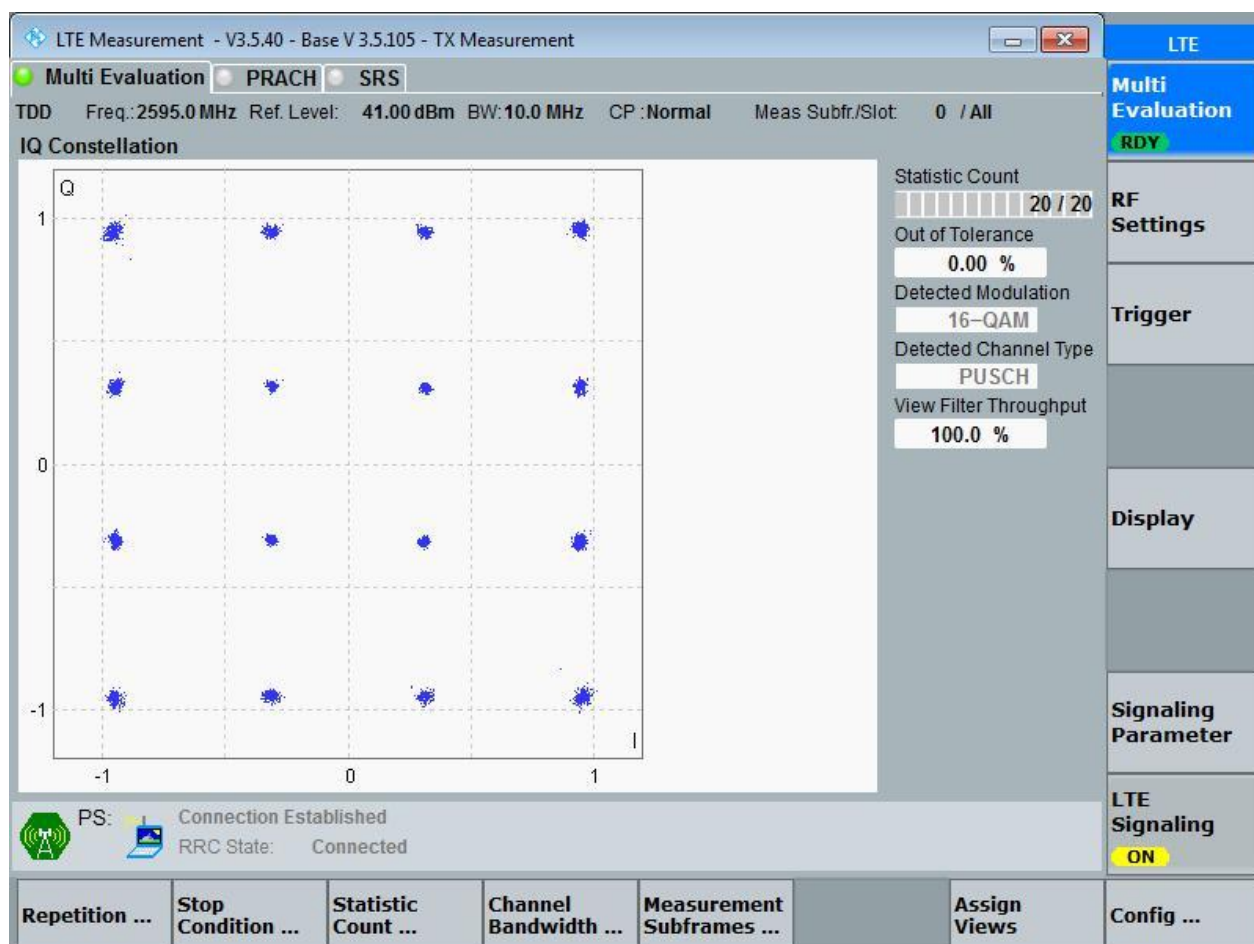 LTE Measurement - V3.5.40 - Base V 3.5.105 - TX Measurement
LTE
Multi Evaluation PRACH SRS
Multi
Evaluation
RDY
TDD Freq.:2595.0 MHz Ref. Level: 41.00 dBm BW:10.0 MHz CP :Normal Meas Subfr./Slot: 0 / All
IQ Constellation
Q
1
0
-1
I
-1 0 1
Statistic Count
20 / 20
Out of Tolerance
0.00 %
Detected Modulation
16-QAM
Detected Channel Type
PUSCH
View Filter Throughput
100.0 %
RF
Settings
Trigger
Display
Signaling
Parameter
LTE
Signaling
ON
PS: Connection Established
RRC State: Connected
Repetition ...
Stop
Condition ...
Statistic
Count ...
Channel
Bandwidth ...
Measurement
Subframes ...
Assign
Views
Config ...